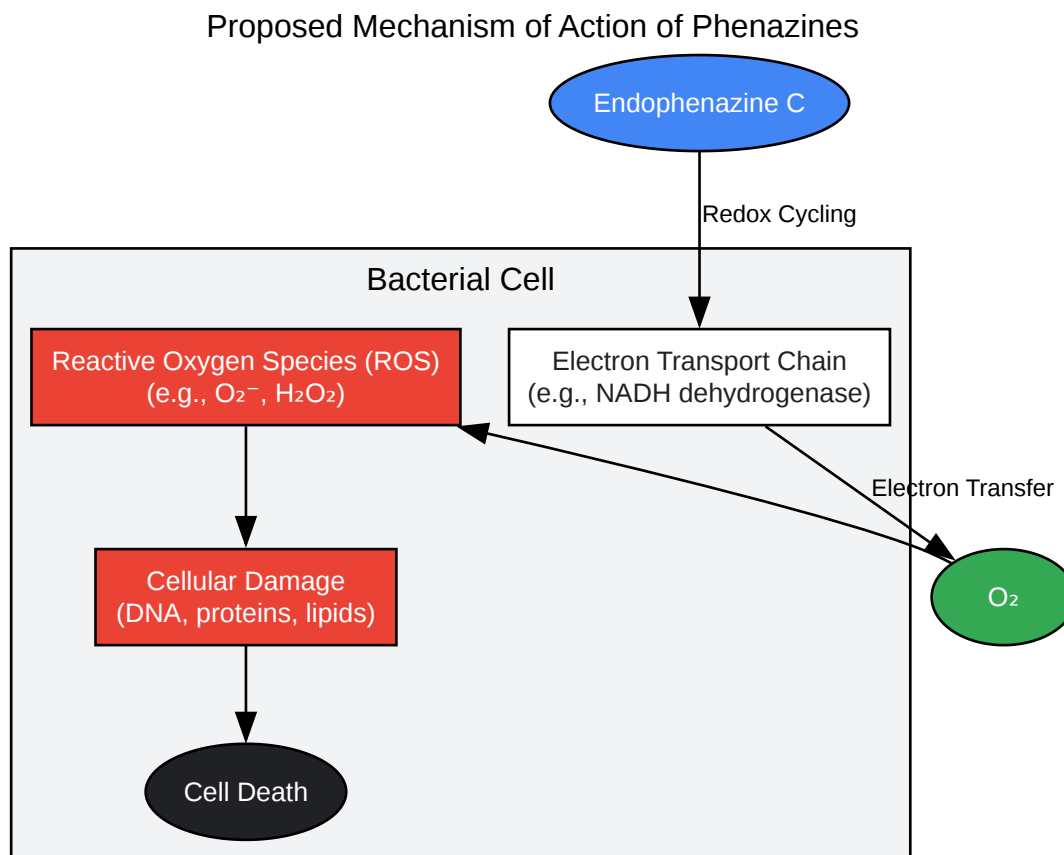 Proposed Mechanism of Action of Phenazines
Endophenazine C
Redox Cycling
Bacterial Cell
Reactive Oxygen Species (ROS)
(e.g., O₂⁻, H₂O₂)
Electron Transport Chain
(e.g., NADH dehydrogenase)
Electron Transfer
Cellular Damage
(DNA, proteins, lipids)
O₂
Cell Death